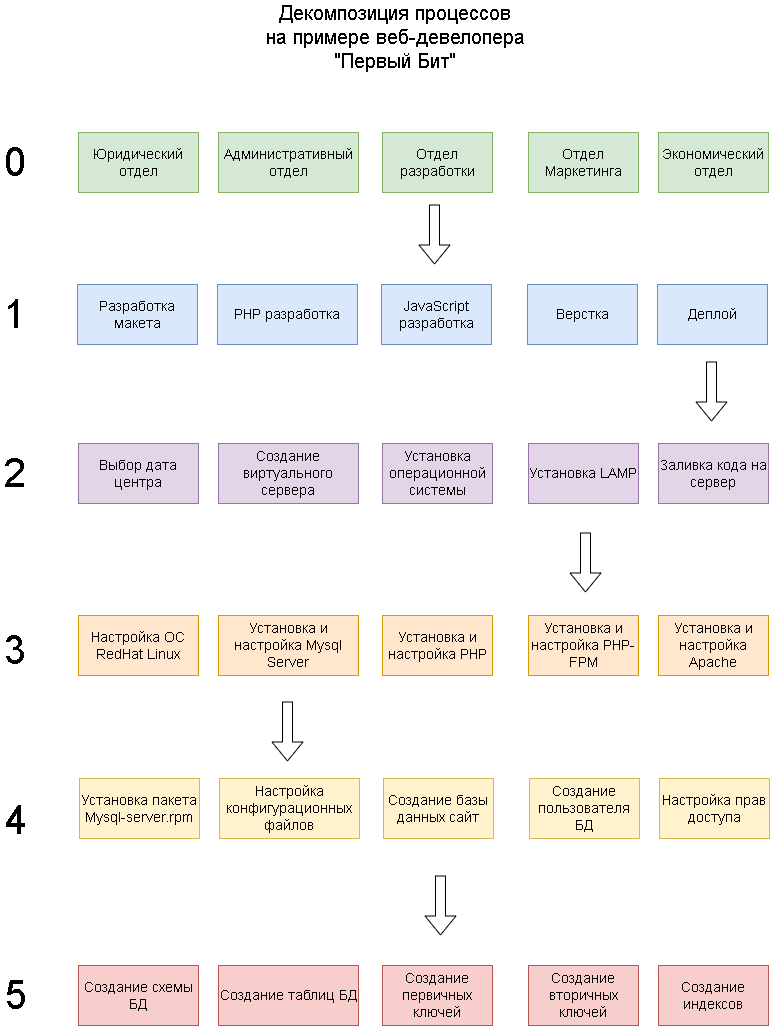 Декомпозиция процессов
на примере веб-девелопера
"Первый Бит"
0
Юридический
отдел
Административный
отдел
Отдел
разработки
Отдел
Маркетинга
Экономический
отдел
1
Разработка
макета
PHP разработка
JavaScript
разработка
Верстка
Деплой
2
Выбор дата
центра
Создание
виртуального
сервера
Установка
операционной
системы
Установка LAMP
Заливка кода на
сервер
3
Настройка ОС
RedHat Linux
Установка и
настройка Mysql
Server
Установка и
настройка PHP
Установка и
настройка PHP-
FPM
Установка и
настройка
Apache
4
Установка пакета
Mysql-server.rpm
Настройка
конфигурационных
файлов
Создание базы
данных сайт
Создание
пользователя
БД
Настройка прав
доступа
5
Создание схемы
БД
Создание таблиц БД
Создание
первичных
ключей
Создание
вторичных
ключей
Создание
индексов